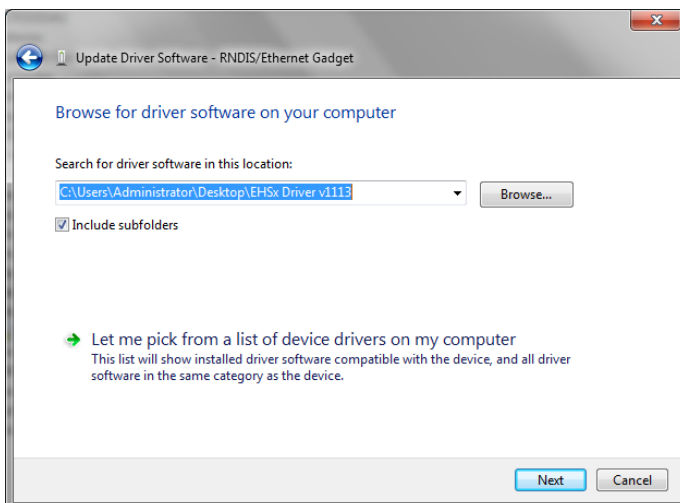 Update Driver Software - RNDIS/Ethernet Gadget
Browse for driver software on your computer
Search for driver software in this location:
C:\Users\Administrator\Desktop\EHSx Driver v1113
Browse...
Include subfolders
Let me pick from a list of device drivers on my computer
This list will show installed driver software compatible with the device, and all driver
software in the same category as the device.
Next
Cancel